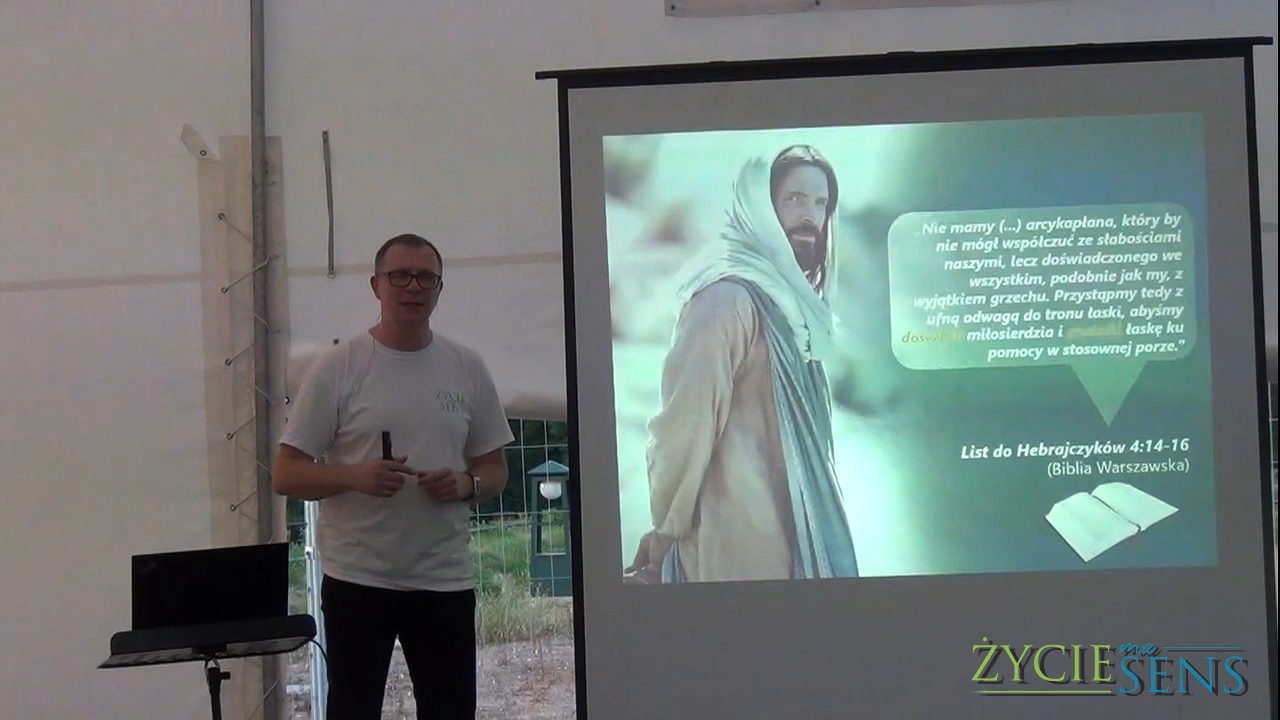 „Nie mamy (...) arcykapłana, który by
nie mógł współczuć ze słabościami
naszymi, lecz doświadczonego we
wszystkim, podobnie jak my, z
wyjątkiem grzechu. Przystąpmy tedy z
ufną odwagą do tronu łaski, abyśmy
miłosierdzia i łaskę ku
pomocy w stosownej porze.”
List do Hebrajczyków 4:14-16
(Biblia Warszawska)
ŻYCIE
SENS
ŻYCIE ma SENS